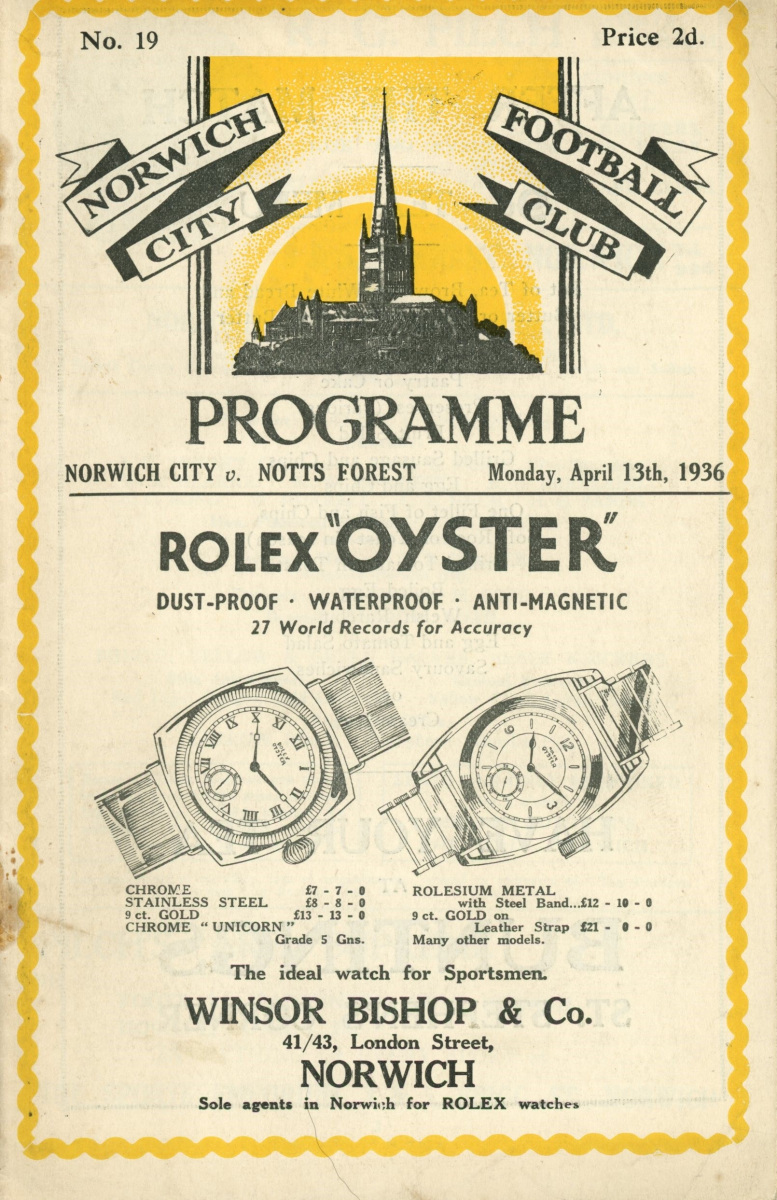 No. 19
Price 2d.
NORWICH
CITY
FOOTBALL
CLUB
PROGRAMME
NORWICH CITY v. NOTTS FOREST
Monday, April 13th, 1936
ROLEX "OYSTER"
DUST-PROOF · WATERPROOF · ANTI-MAGNETIC
27 World Records for Accuracy
CHROME £7 - 7 - 0
STAINLESS STEEL £8 - 8 - 0
9 ct. GOLD £13 - 13 - 0
CHROME "UNICORN"
Grade 5 Gns.
ROLESIUM METAL
with Steel Band...£12 - 10 - 0
9 ct. GOLD on
Leather Strap £21 - 0 - 0
Many other models.
The ideal watch for Sportsmen.
WINSOR BISHOP & Co.
41/43, London Street,
NORWICH
Sole agents in Norwich for ROLEX watches